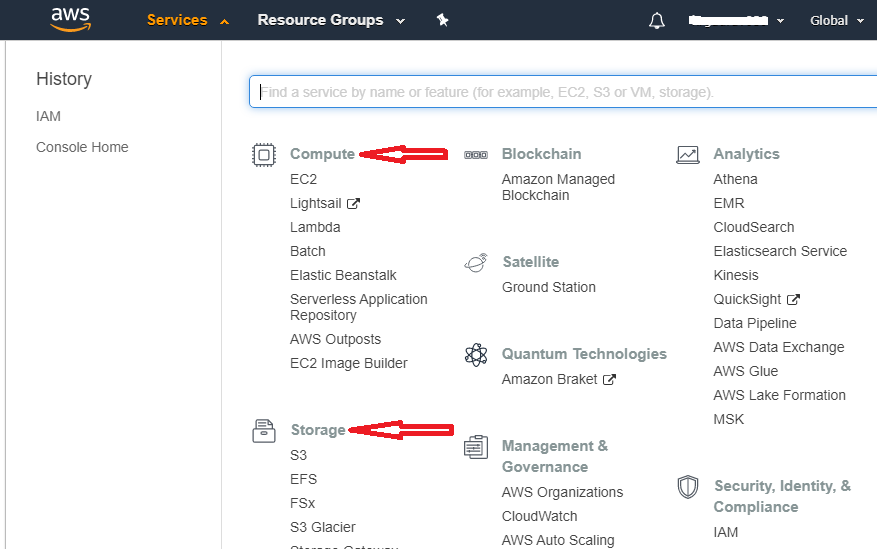 aws
Services
Resource Groups
Global
History
IAM
Console Home
Find a service by name or feature (for example, EC2, S3 or VM, storage).
Compute
EC2
Lightsail
Lambda
Batch
Elastic Beanstalk
Serverless Application
Repository
AWS Outposts
EC2 Image Builder
Storage
S3
EFS
FSx
S3 Glacier
Storage Gateway
Blockchain
Amazon Managed
Blockchain
Satellite
Ground Station
Quantum Technologies
Amazon Braket
Management &
Governance
AWS Organizations
CloudWatch
AWS Auto Scaling
Analytics
Athena
EMR
CloudSearch
Elasticsearch Service
Kinesis
QuickSight
Data Pipeline
AWS Data Exchange
AWS Glue
AWS Lake Formation
MSK
Security, Identity, &
Compliance
IAM